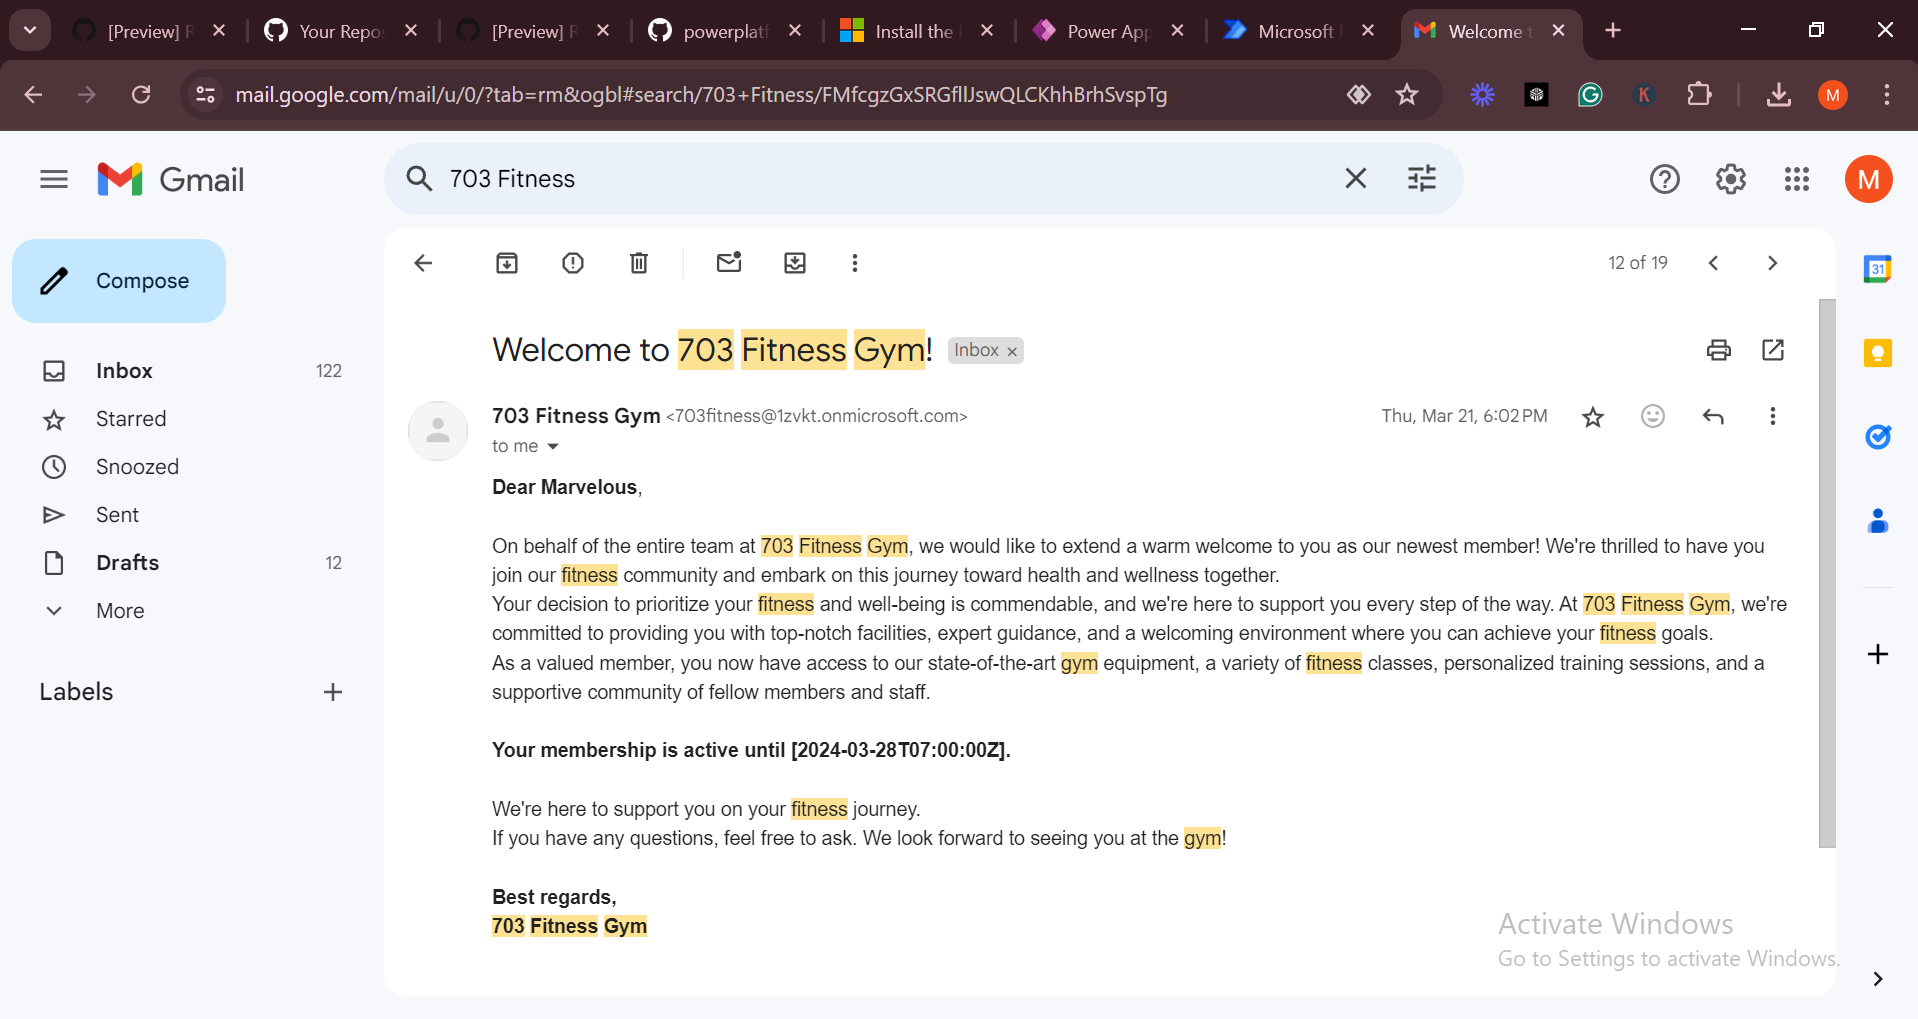 [Preview] R
Your Repos
[Preview] R
powerplatf
Install the
Power App
Microsoft
Welcome t
mail.google.com/mail/u/0/?tab=rm&ogbl#search/703+Fitness/FMfcgzGxSRGfllJswQLCKhhBrhSvspTg
K
M
Gmail
703 Fitness
M
Compose
12 of 19
31
Welcome to 703 Fitness Gym!
Inbox ×
Inbox 122
Starred
Snoozed
Sent
Drafts 12
More
Labels
703 Fitness Gym <703fitness@1zvkt.onmicrosoft.com>
Thu, Mar 21, 6:02 PM
to me
Dear Marvelous,
On behalf of the entire team at 703 Fitness Gym, we would like to extend a warm welcome to you as our newest member! We're thrilled to have you
join our fitness community and embark on this journey toward health and wellness together.
Your decision to prioritize your fitness and well-being is commendable, and we're here to support you every step of the way. At 703 Fitness Gym, we're
committed to providing you with top-notch facilities, expert guidance, and a welcoming environment where you can achieve your fitness goals.
As a valued member, you now have access to our state-of-the-art gym equipment, a variety of fitness classes, personalized training sessions, and a
supportive community of fellow members and staff.
Your membership is active until [2024-03-28T07:00:00Z].
We're here to support you on your fitness journey.
If you have any questions, feel free to ask. We look forward to seeing you at the gym!
Best regards,
703 Fitness Gym
Activate Windows
Go to Settings to activate Windows.